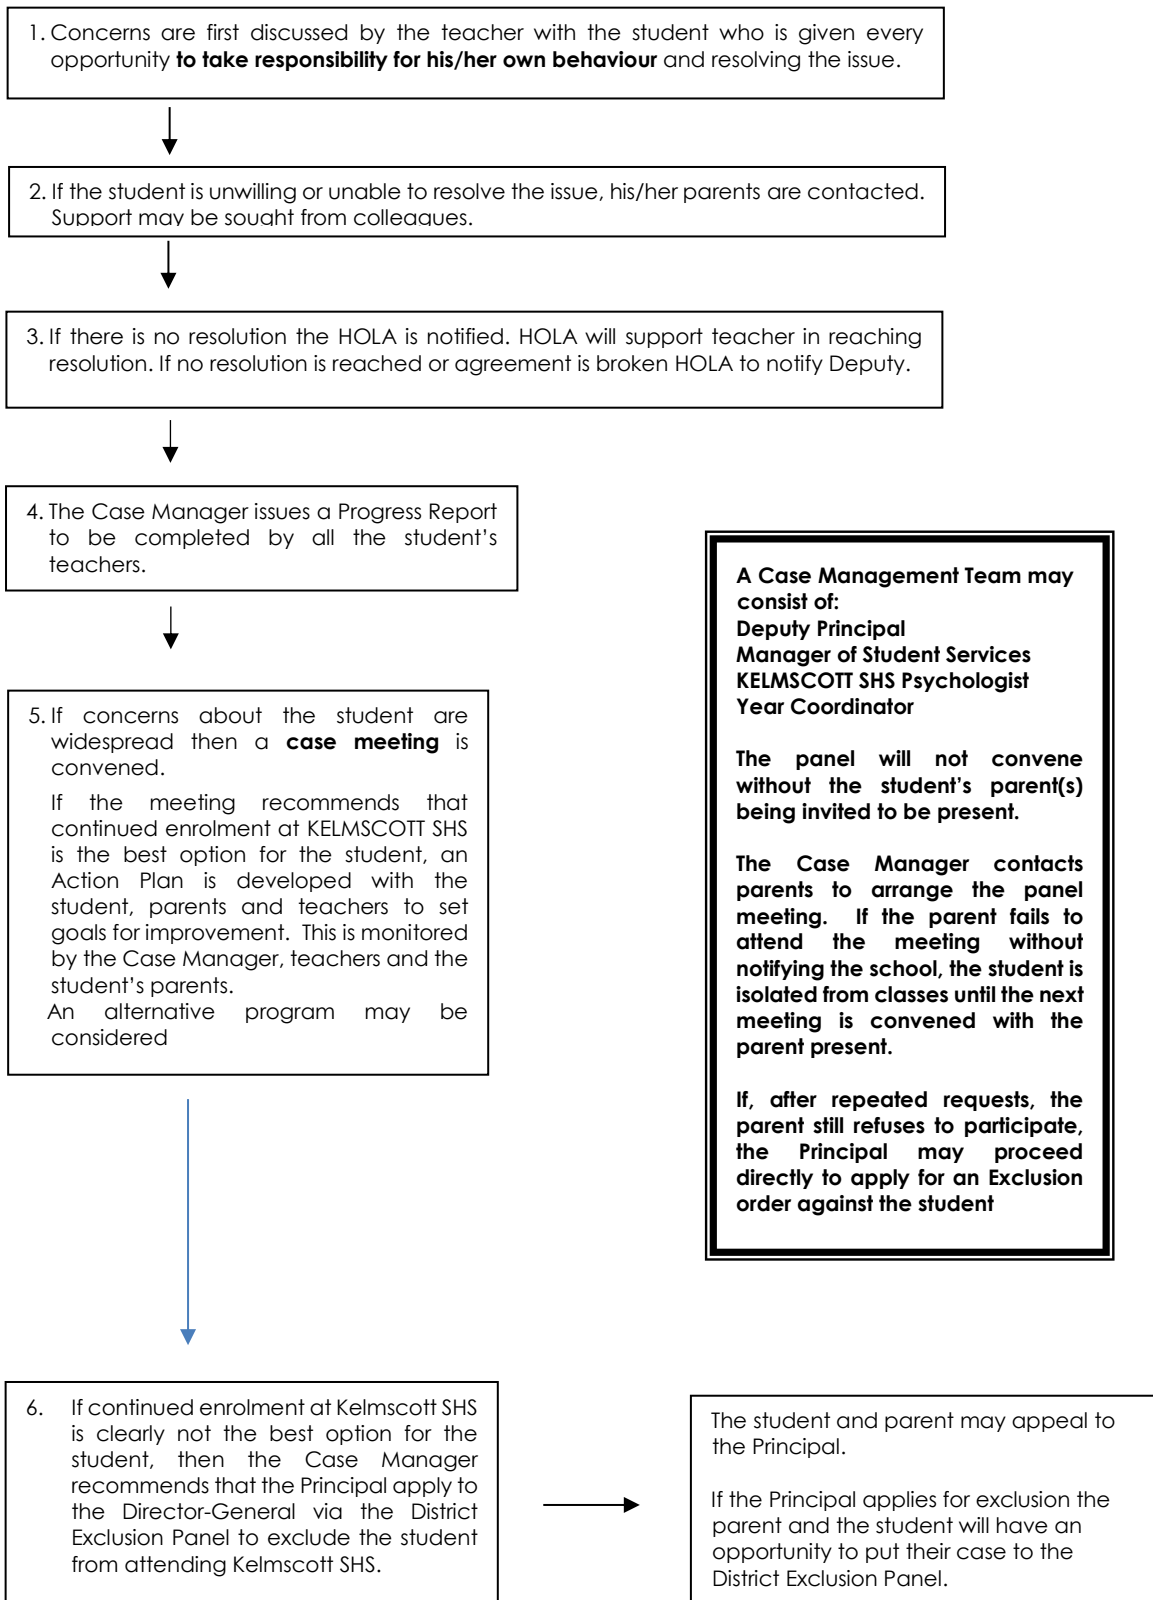 1. Concerns are first discussed by the teacher with the student who is given every
opportunity to take responsibility for his/her own behaviour and resolving the issue.
2. If the student is unwilling or unable to resolve the issue, his/her parents are contacted.
Support may be sought from colleagues.
3. If there is no resolution the HOLA is notified. HOLA will support teacher in reaching
resolution. If no resolution is reached or agreement is broken HOLA to notify Deputy.
4. The Case Manager issues a Progress Report
to be completed by all the student's
teachers.
5. If concerns about the student are
widespread then a case meeting is
convened.
If the meeting recommends that
continued enrolment at KELMSCOTT SHS
is the best option for the student, an
Action Plan is developed with the
student, parents and teachers to set
goals for improvement. This is monitored
by the Case Manager, teachers and the
student's parents.
An alternative program may be
considered
A Case Management Team may
consist of:
Deputy Principal
Manager of Student Services
KELMSCOTT SHS Psychologist
Year Coordinator
The panel will not convene
without the student's parent(s)
being invited to be present.
The Case Manager contacts
parents to arrange the panel
meeting. If the parent fails to
attend the meeting without
notifying the school, the student is
isolated from classes until the next
meeting is convened with the
parent present.
If, after repeated requests, the
parent still refuses to participate,
the Principal may proceed
directly to apply for an Exclusion
order against the student
6. If continued enrolment at Kelmscott SHS
is clearly not the best option for the
student, then the Case Manager
recommends that the Principal apply to
the Director-General via the District
Exclusion Panel to exclude the student
from attending Kelmscott SHS.
The student and parent may appeal to
the Principal.
If the Principal applies for exclusion the
parent and the student will have an
opportunity to put their case to the
District Exclusion Panel.